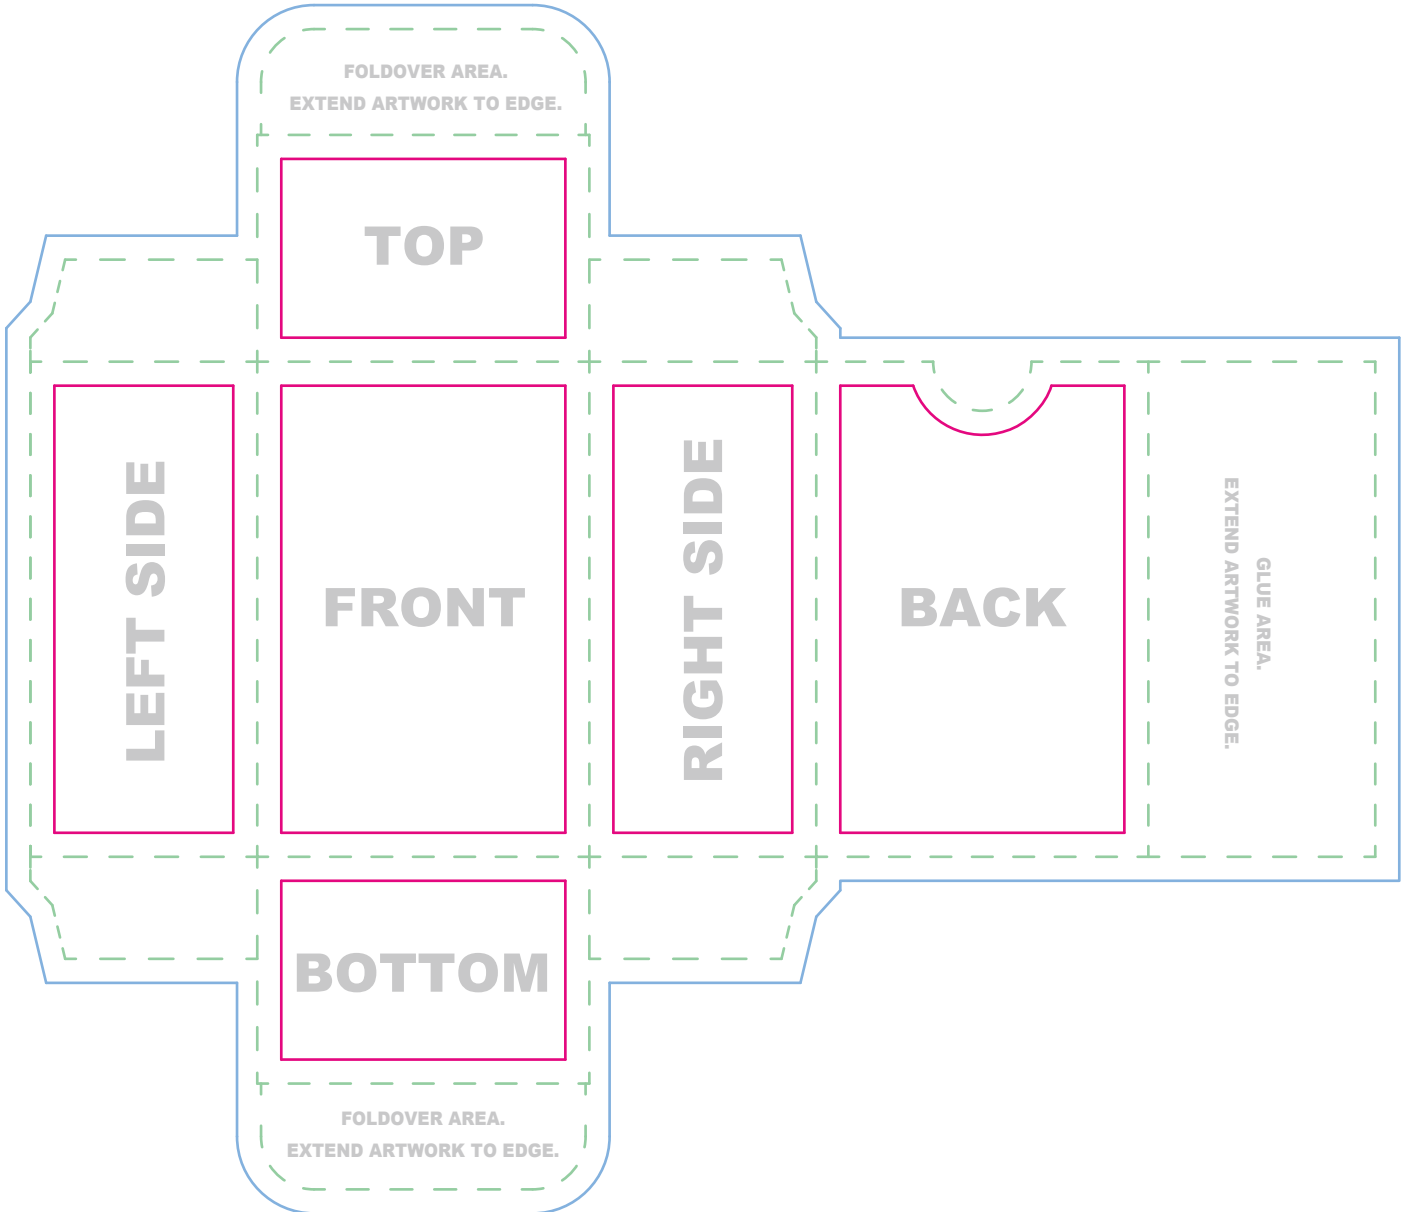 FOLDOVER AREA.
EXTEND ARTWORK TO EDGE.
TOP
LEFT SIDE
FRONT
RIGHT SIDE
BACK
GLUE AREA.
EXTEND ARTWORK TO EDGE.
BOTTOM
FOLDOVER AREA.
EXTEND ARTWORK TO EDGE.